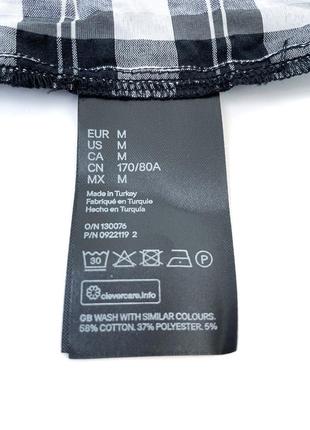 EUR M
US M
CA M
CN 170/80A
MX M
Made in Turkey
Fabriqué en Turquie
Hecho en Turquía
O/N 130076
P/N 0922119 2
30
P
clevercare.info
GB WASH WITH SIMILAR COLOURS.
58% COTTON. 37% POLYESTER. 5%